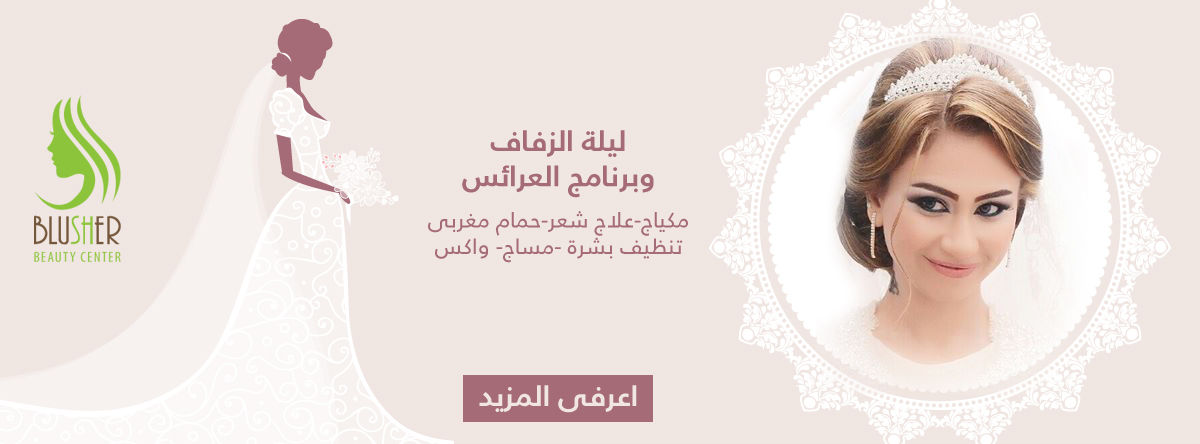 BLUSHER
BEAUTY CENTER
ليلة الزفاف
وبرنامج العرائس
مكياج-علاج شعر-حمام مغربى
تنظيف بشرة -مساج- واكس
اعرفى المزيد